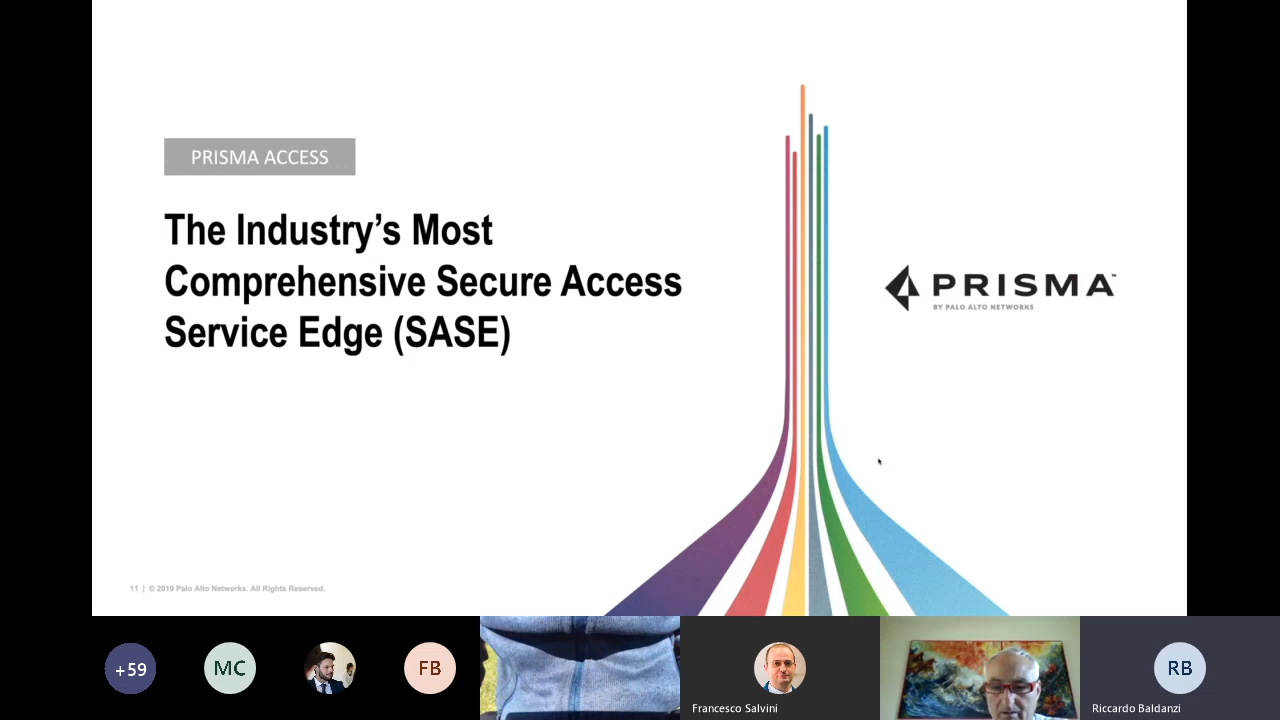 PRISMA ACCESS
The Industry's Most
Comprehensive Secure Access
Service Edge (SASE)
PRISMA™
BY PALO ALTO NETWORKS
11 | © 2019 Palo Alto Networks. All Rights Reserved.
+59
MC
FB
Francesco Salvini
RB
Riccardo Baldanzi